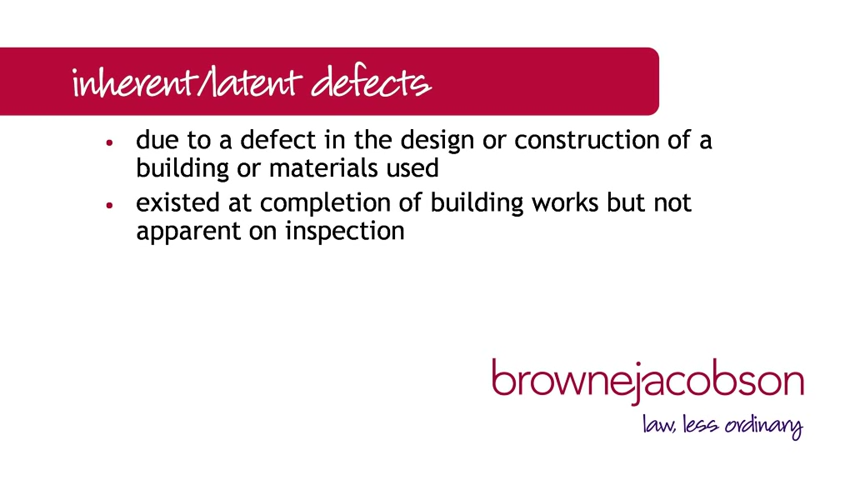 inherent/latent defects
• due to a defect in the design or construction of a
building or materials used
• existed at completion of building works but not
apparent on inspection
brownejacobson
law, less ordinary